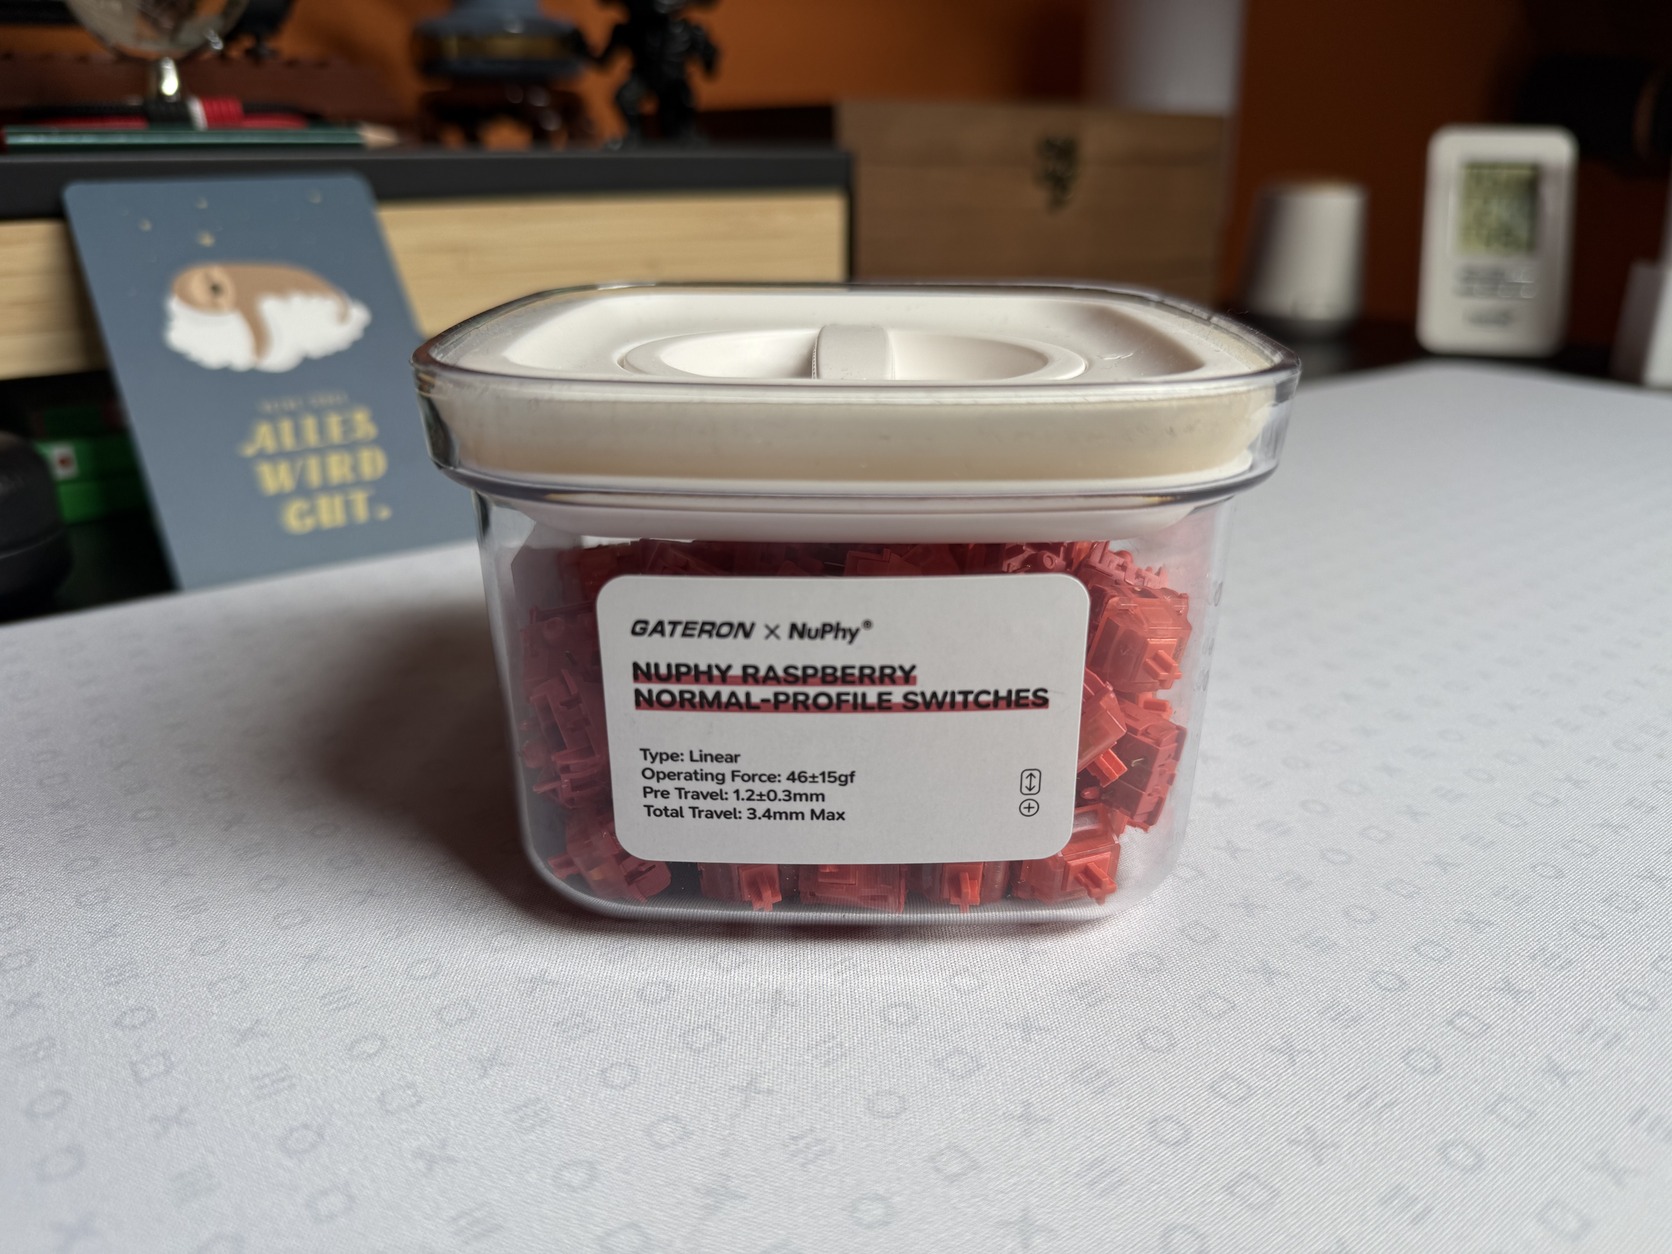 ALLES
WIRD
GUT.
GATERON × NuPhy®
NUPHY RASPBERRY
NORMAL-PROFILE SWITCHES
Type: Linear
Operating Force: 46±15gf
Pre Travel: 1.2±0.3mm
Total Travel: 3.4mm Max